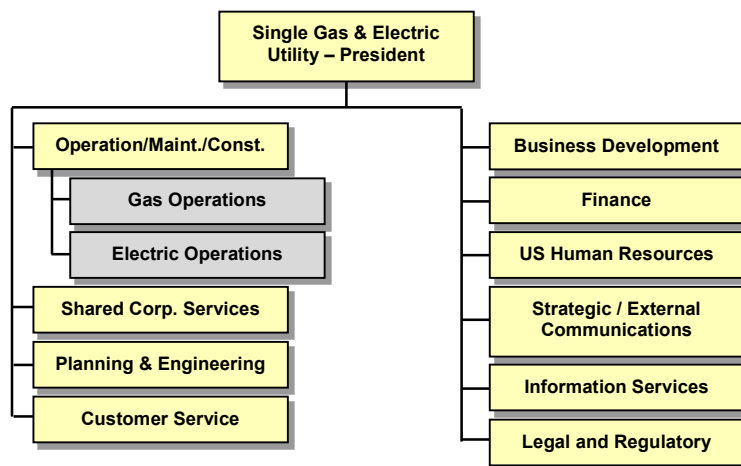 Single Gas & Electric
Utility – President
Operation/Maint./Const.
Gas Operations
Electric Operations
Shared Corp. Services
Planning & Engineering
Customer Service
Business Development
Finance
US Human Resources
Strategic / External
Communications
Information Services
Legal and Regulatory